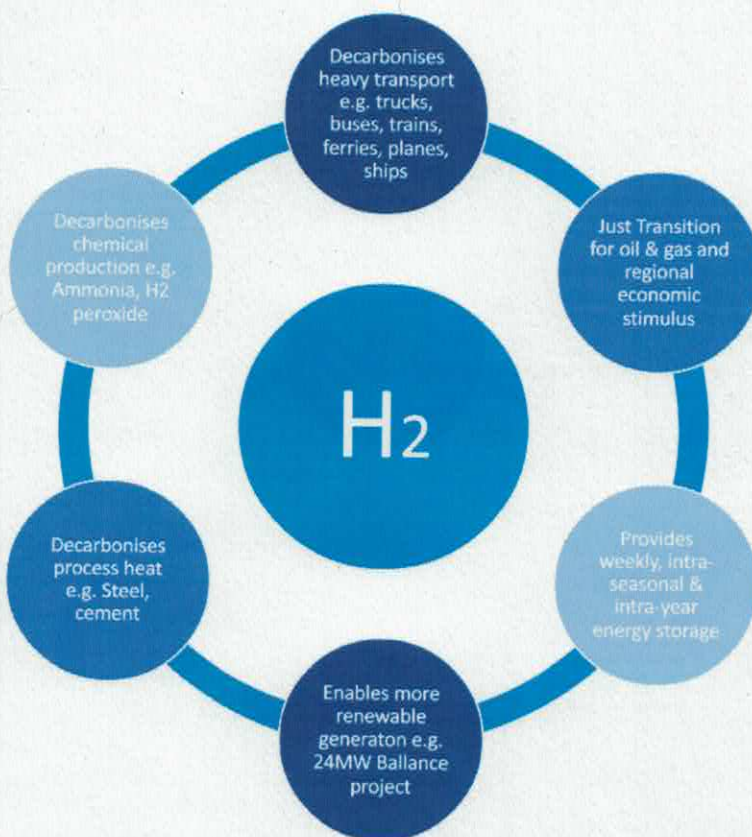 Decarbonises
heavy transport
e.g. trucks,
buses, trains,
ferries, planes,
ships
Just Transition
for oil & gas and
regional
economic
stimulus
Provides
weekly, intra-
seasonal &
intra-year
energy storage
Enables more
renewable
generaton e.g.
24MW Ballance
project
Decarbonises
process heat
e.g. Steel,
cement
Decarbonises
chemical
production e.g.
Ammonia, H2
peroxide
H2